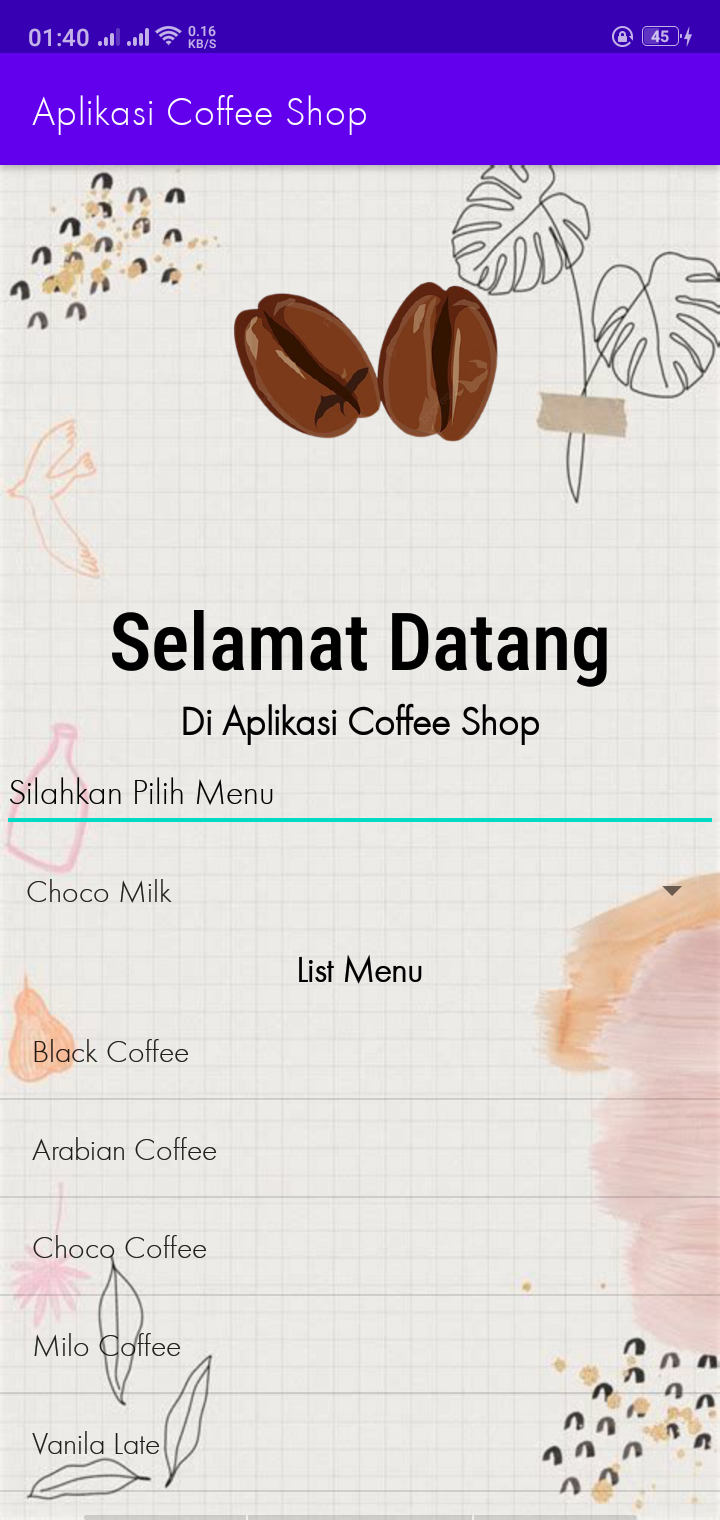 01:40 0.16 KB/S 45
Aplikasi Coffee Shop
Selamat Datang
Di Aplikasi Coffee Shop
Silahkan Pilih Menu
Choco Milk
List Menu
Black Coffee
Arabian Coffee
Choco Coffee
Milo Coffee
Vanila Late